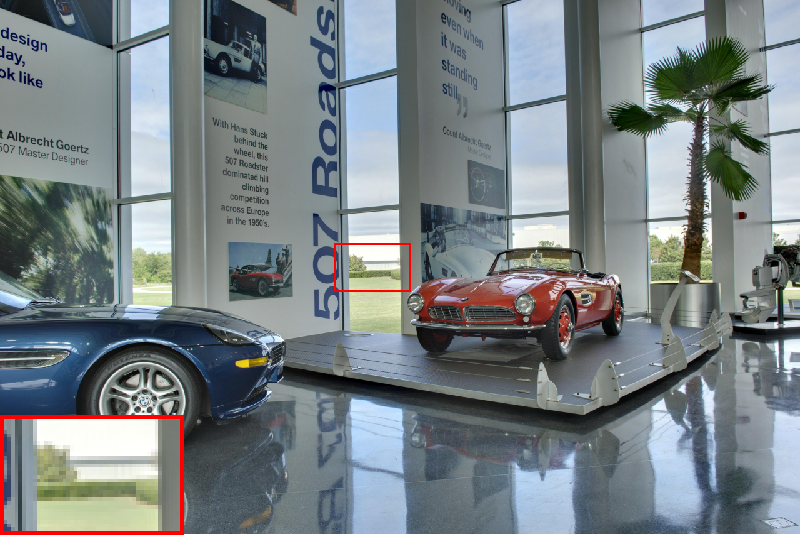 design
day,
ok like
t Albrecht Goertz
507 Master Designer
With Hans Stuck
behind the
wheel, this
507 Roadster
dominated hill
climbing
competition
across Europe
in the 1950's.
507 Roads
moving
even when
it was
standing
still”
Count Albrecht Goertz